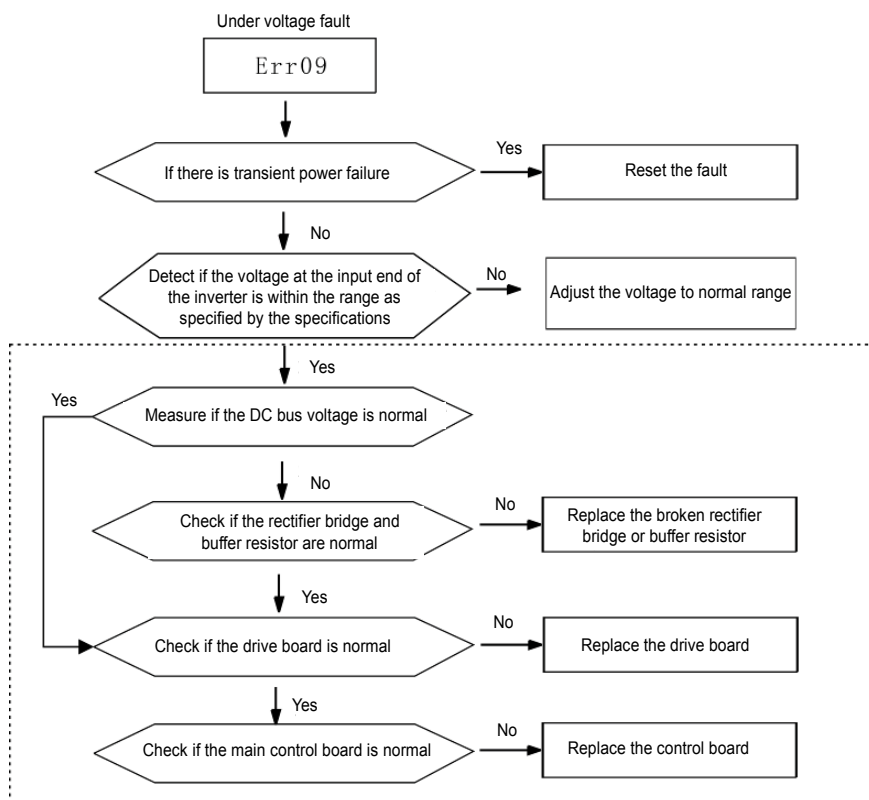 Under voltage fault
Err09
If there is transient power failure
Yes
Reset the fault
No
Detect if the voltage at the input end of
the inverter is within the range as
specified by the specifications
No
Adjust the voltage to normal range
Yes
Yes
Measure if the DC bus voltage is normal
No
Check if the rectifier bridge and
buffer resistor are normal
No
Replace the broken rectifier
bridge or buffer resistor
Yes
Check if the drive board is normal
No
Replace the drive board
Yes
Check if the main control board is normal
No
Replace the control board